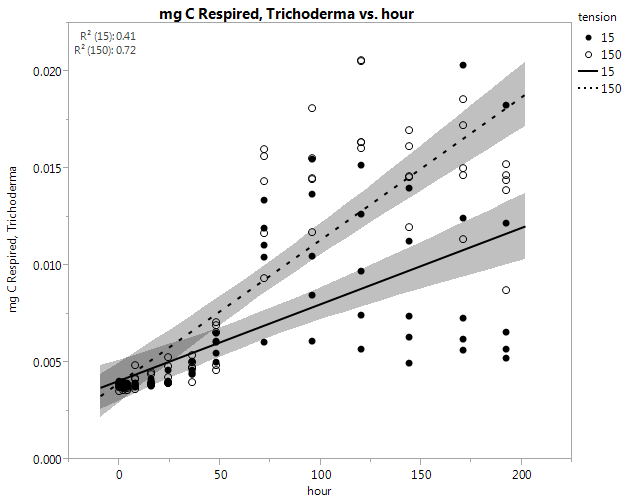 mg C Respired, Trichoderma vs. hour
R² (15): 0.41
R² (150): 0.72
tension
15
150
15
150
mg C Respired, Trichoderma
0.020
0.015
0.010
0.005
0.000
0 50 100 150 200
hour